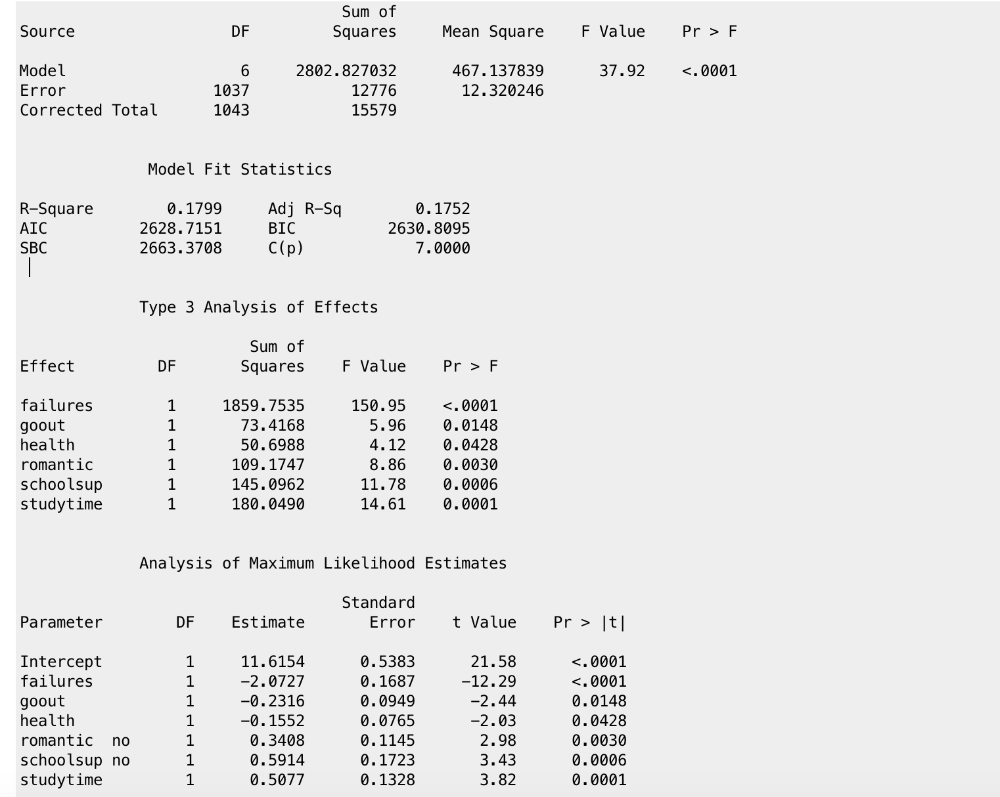 Sum of
Source DF Squares Mean Square F Value Pr > F
Model 6 2802.827032 467.137839 37.92 <.0001
Error 1037 12776 12.320246
Corrected Total 1043 15579
Model Fit Statistics
R-Square 0.1799 Adj R-Sq 0.1752
AIC 2628.7151 BIC 2630.8095
SBC 2663.3708 C(p) 7.0000
Type 3 Analysis of Effects
Sum of
Effect DF Squares F Value Pr > F
failures 1 1859.7535 150.95 <.0001
goout 1 73.4168 5.96 0.0148
health 1 50.6988 4.12 0.0428
romantic 1 109.1747 8.86 0.0030
schoolsup 1 145.0962 11.78 0.0006
studytime 1 180.0490 14.61 0.0001
Analysis of Maximum Likelihood Estimates
Standard
Parameter DF Estimate Error t Value Pr > |t|
Intercept 1 11.6154 0.5383 21.58 <.0001
failures 1 -2.0727 0.1687 -12.29 <.0001
goout 1 -0.2316 0.0949 -2.44 0.0148
health 1 -0.1552 0.0765 -2.03 0.0428
romantic no 1 0.3408 0.1145 2.98 0.0030
schoolsup no 1 0.5914 0.1723 3.43 0.0006
studytime 1 0.5077 0.1328 3.82 0.0001